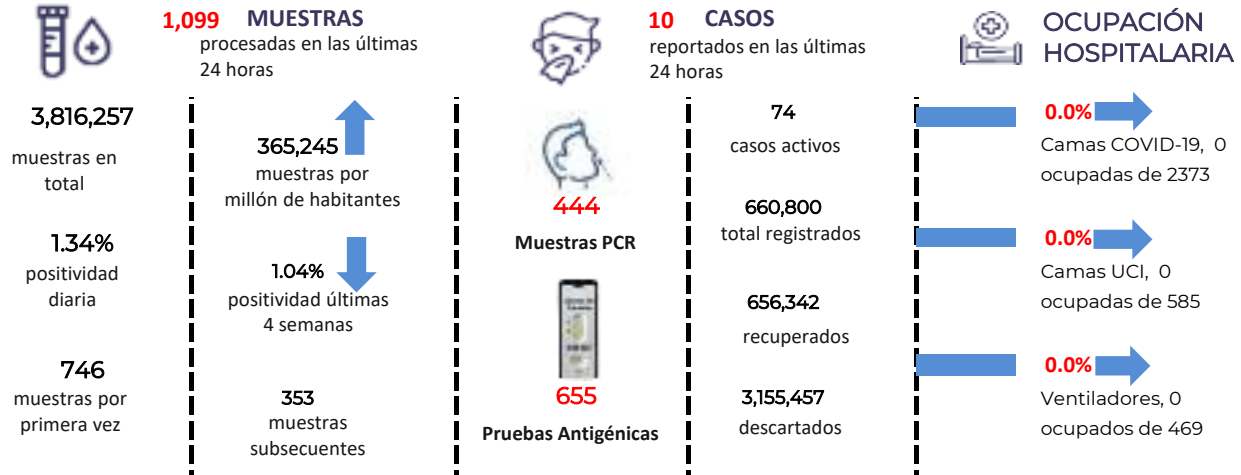 1,099 MUESTRAS
procesadas en las últimas
24 horas
10 CASOS
reportados en las últimas
24 horas
OCUPACIÓN
HOSPITALARIA
3,816,257
muestras en
total
1.34%
positividad
diaria
746
muestras por
primera vez
365,245
muestras por
millón de habitantes
1.04%
positividad últimas
4 semanas
353
muestras
subsecuentes
444
Muestras PCR
655
Pruebas Antigénicas
74
casos activos
660,800
total registrados
656,342
recuperados
3,155,457
descartados
0.0%
Camas COVID-19, 0
ocupadas de 2373
0.0%
Camas UCI, 0
ocupadas de 585
0.0%
Ventiladores, 0
ocupados de 469